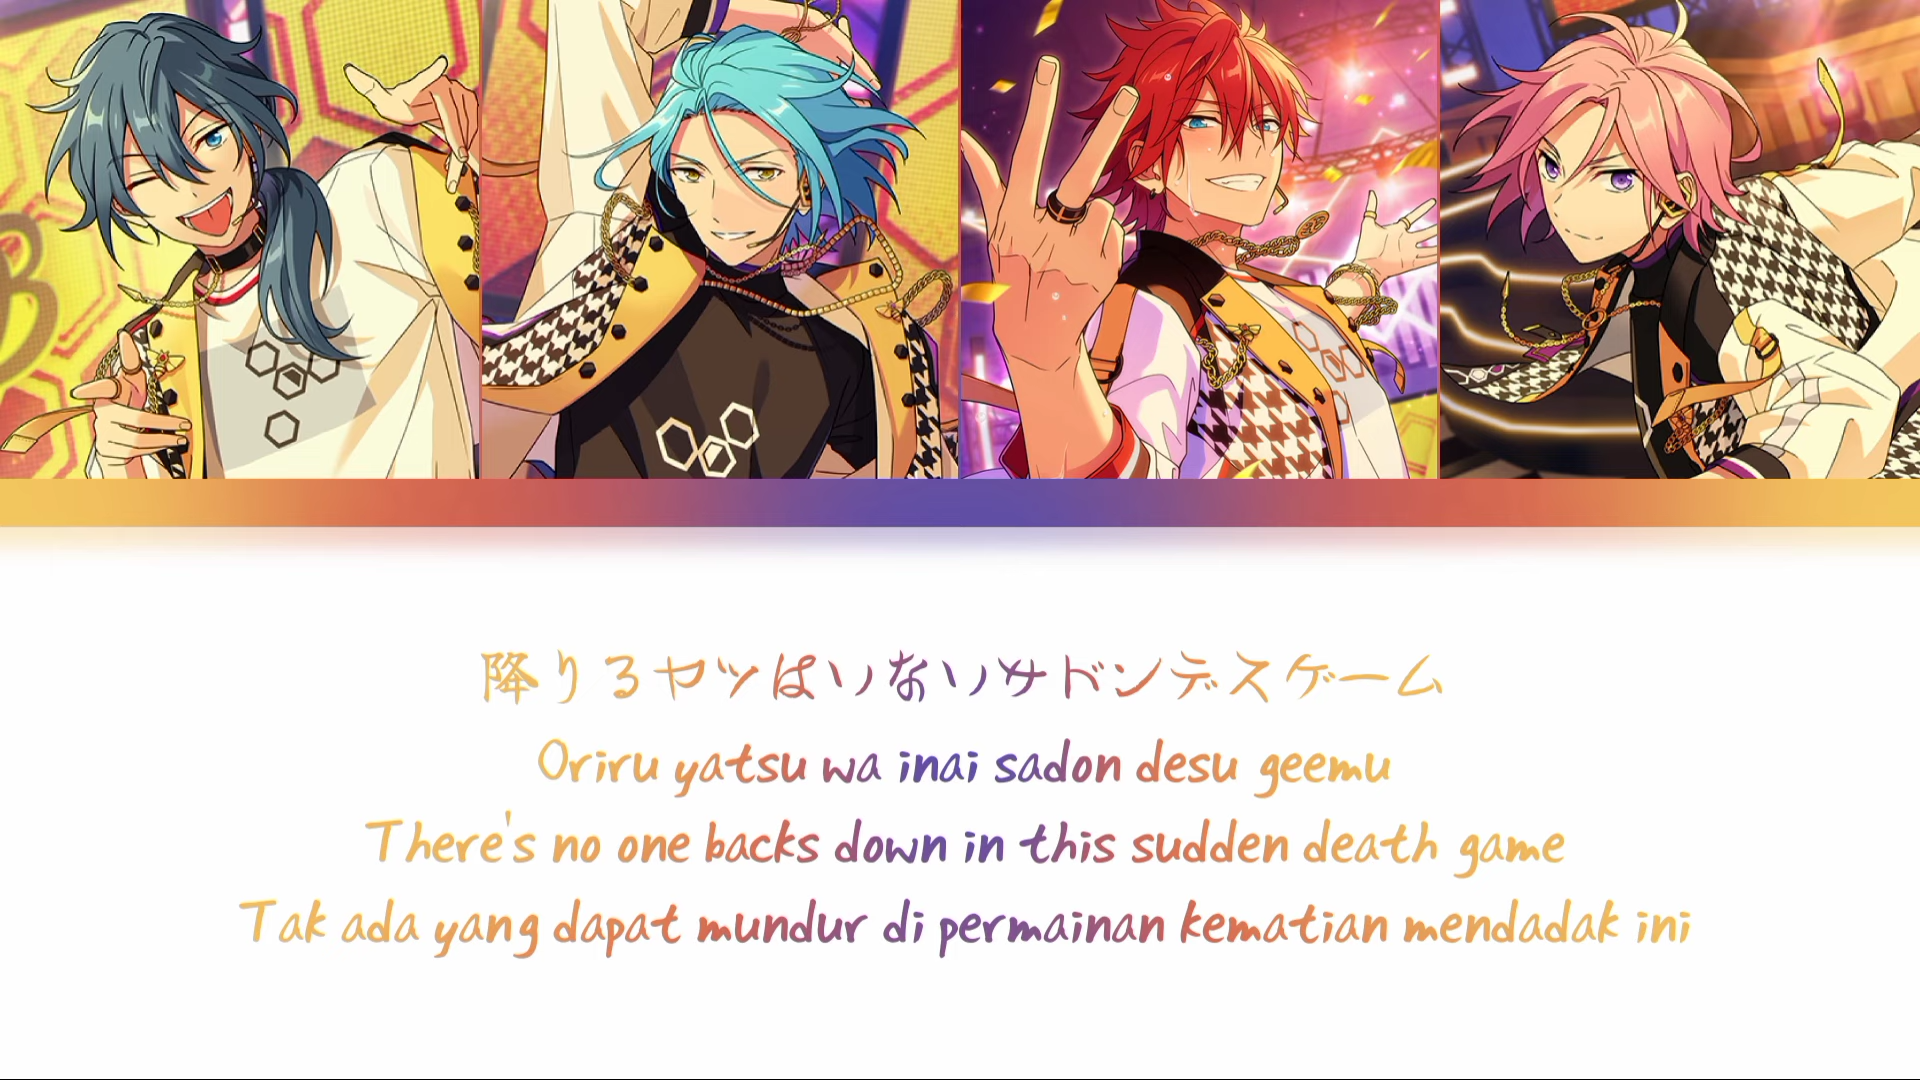 降りるヤツはいないサドンデスゲーム
Oriru yatsu wa inai sadon desu geemu
There's no one backs down in this sudden death game
Tak ada yang dapat mundur di permainan kematian mendadak ini